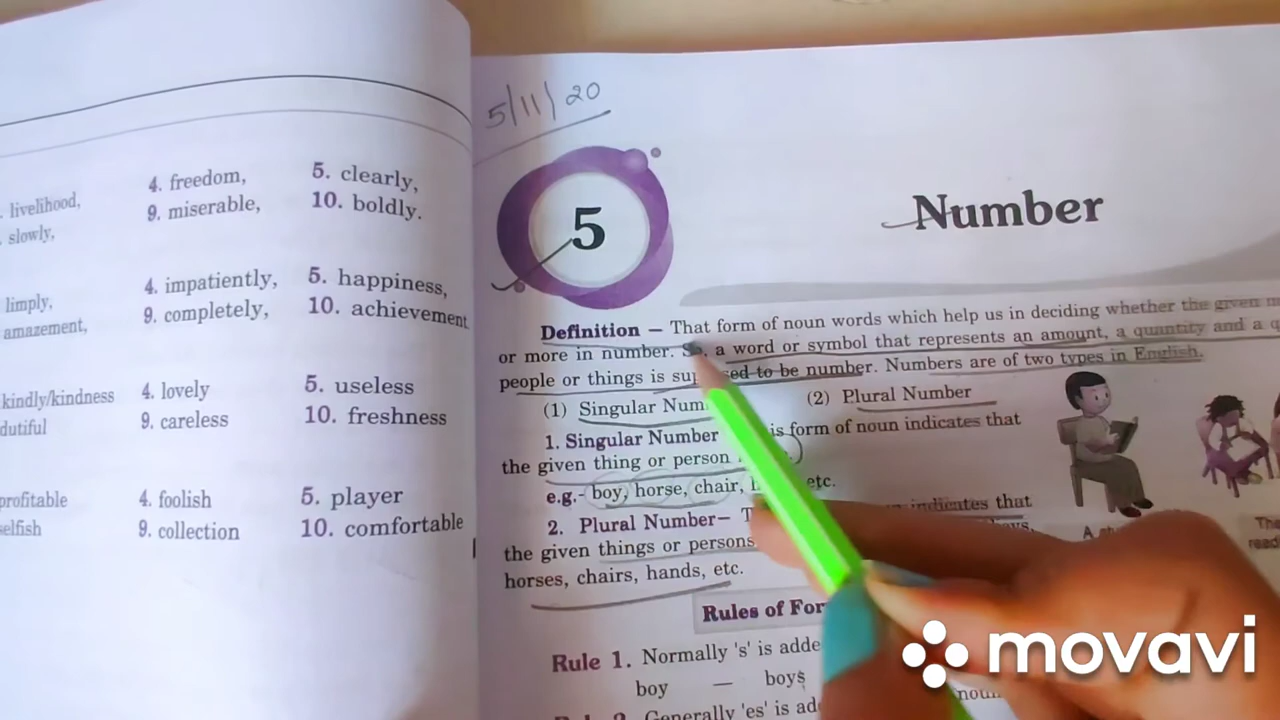 livelihood,
4. freedom,
5. clearly,
slowly,
9. miserable,
10. boldly.
limply,
4. impatiently,
5. happiness,
amazement,
9. completely,
10. achievement
kindly/kindness
4. lovely
5. useless
dutiful
9. careless
10. freshness
profitable
4. foolish
5. player
selfish
9. collection
10. comfortable
5/11/20
5
Number
Definition – That form of noun words which help us in deciding whether the given
or more in number. a word or symbol that represents an amount, a quantity and a
people or things is to be number. Numbers are of two types in English.
(1) Singular
(2) Plural Number
1. Singular Number is form of noun indicates that
the given thing or person
e.g.- boy, horse, chair, etc.
2. Plural Number– indicates that
the given things or persons
horses, chairs, hands, etc.
Rules of
Rule 1. Normally 's' is
boy — boys
Generally 'es' is
movavi